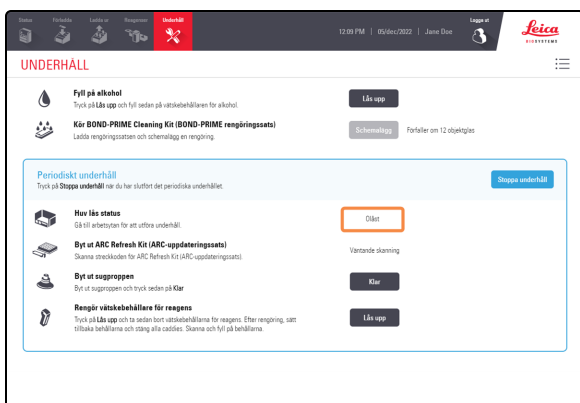 Status Förbedda Ladda ur Reagenser Underhåll Logga ut
12:09 PM | 05/dec/2022 | Jane Doe
Leica
BIOSYSTEMS
UNDERHÅLL
Fyll på alkohol
Tryck på Lås upp och fyll sedan på vätskebehållaren för alkohol.
Lås upp
Kör BOND-PRIME Cleaning Kit (BOND-PRIME rengöringssats)
Ladda rengöringssatsen och schemalägg en rengöring.
Schemalägg Förfaller om 12 objektglas
Periodiskt underhåll
Tryck på Stoppa underhåll när du har slutfört det periodiska underhållet.
Stoppa underhåll
Huv lås status
Gå till arbetsytan för att utföra underhåll.
Olåst
Byt ut ARC Refresh Kit (ARC-uppdateringssats)
Skanna streckkoden för ARC Refresh Kit (ARC-uppdateringssats).
Väntande skanning
Byt ut sugproppen
Byt ut sugproppen och tryck sedan på Klar
Klar
Rengör vätskebehållare för reagens
Tryck på Lås upp och ta sedan bort vätskebehållarna för reagens. Efter rengöring, sätt
tillbaka behållarna och stäng alla caddies. Skanna och fyll på behållarna.
Lås upp